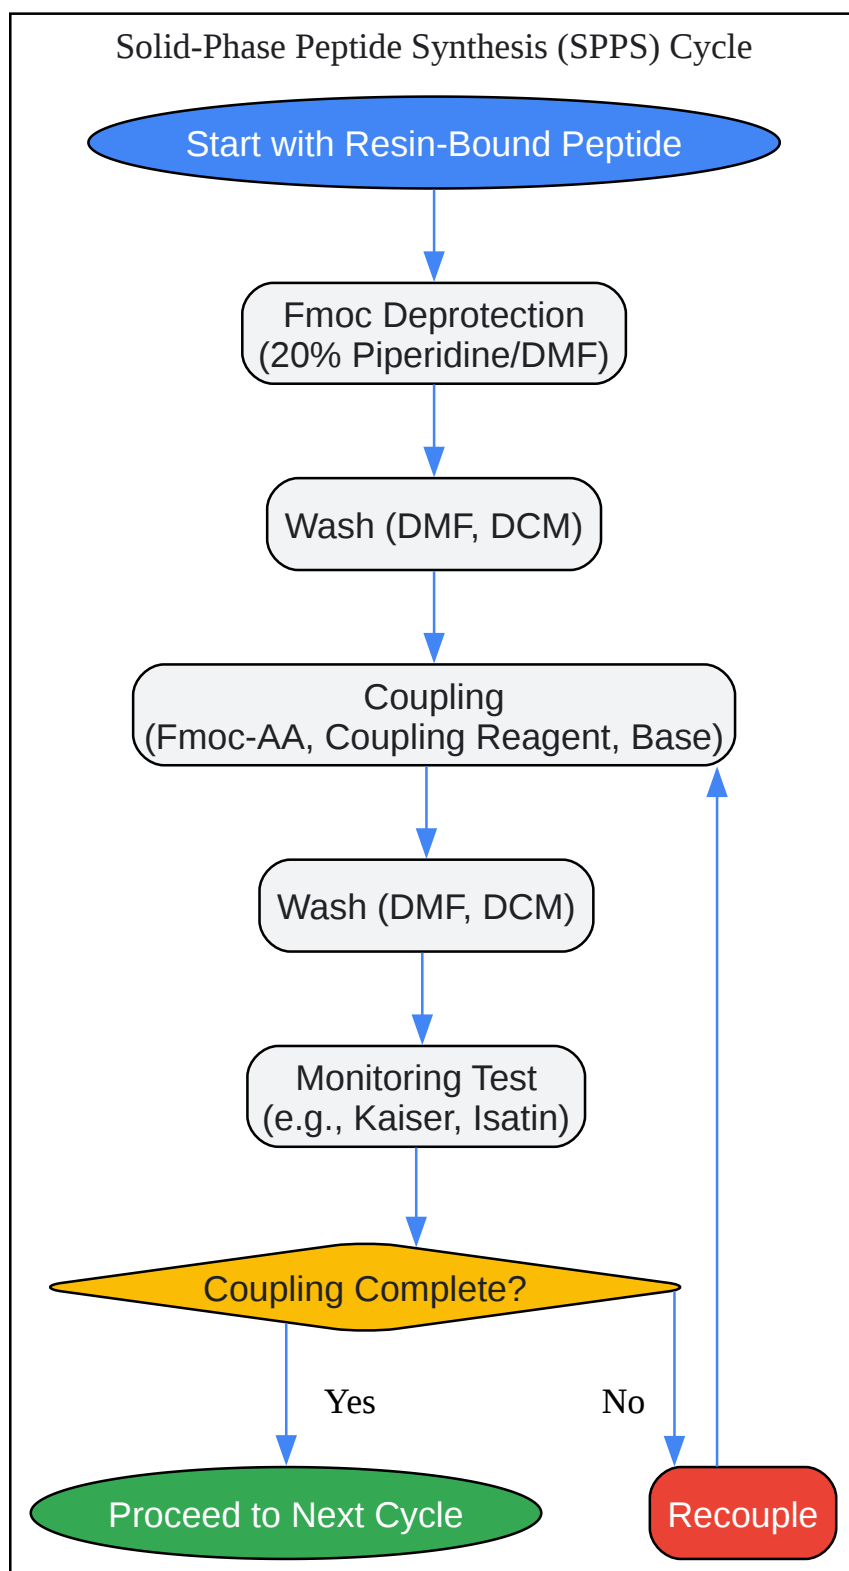 Solid-Phase Peptide Synthesis (SPPS) Cycle
Start with Resin-Bound Peptide
Fmoc Deprotection
(20% Piperidine/DMF)
Wash (DMF, DCM)
Coupling
(Fmoc-AA, Coupling Reagent, Base)
Wash (DMF, DCM)
Monitoring Test
(e.g., Kaiser, Isatin)
Coupling Complete?
Yes
No
Proceed to Next Cycle
Recouple